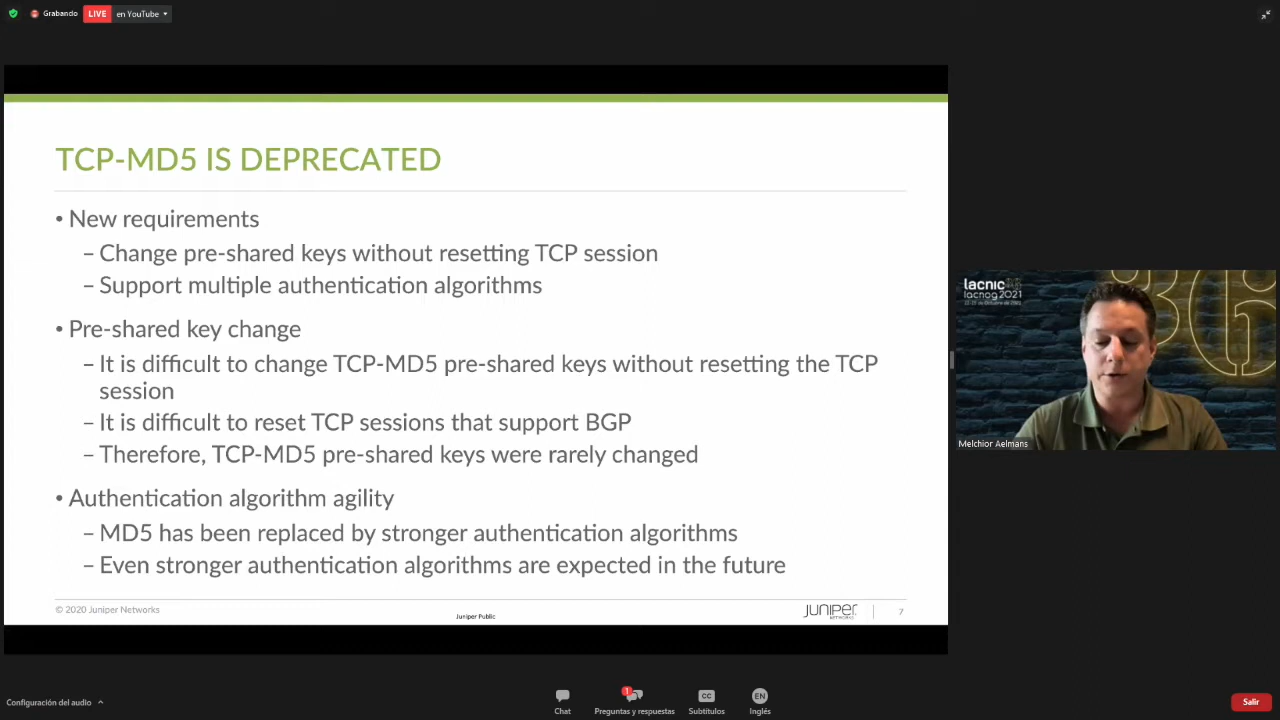 Grabando
LIVE
en YouTube
TCP-MD5 IS DEPRECATED
• New requirements
– Change pre-shared keys without resetting TCP session
– Support multiple authentication algorithms
• Pre-shared key change
– It is difficult to change TCP-MD5 pre-shared keys without resetting the TCP
session
– It is difficult to reset TCP sessions that support BGP
– Therefore, TCP-MD5 pre-shared keys were rarely changed
• Authentication algorithm agility
– MD5 has been replaced by stronger authentication algorithms
– Even stronger authentication algorithms are expected in the future
© 2020 Juniper Networks
Juniper Public
JUNIPER
NETWORKS
7
lacnic 36
lacnog 2021
Melchior Aelmans
Configuración del audio
Chat
1
Preguntas y respuestas
CC
Subtítulos
EN
Inglés
Salir